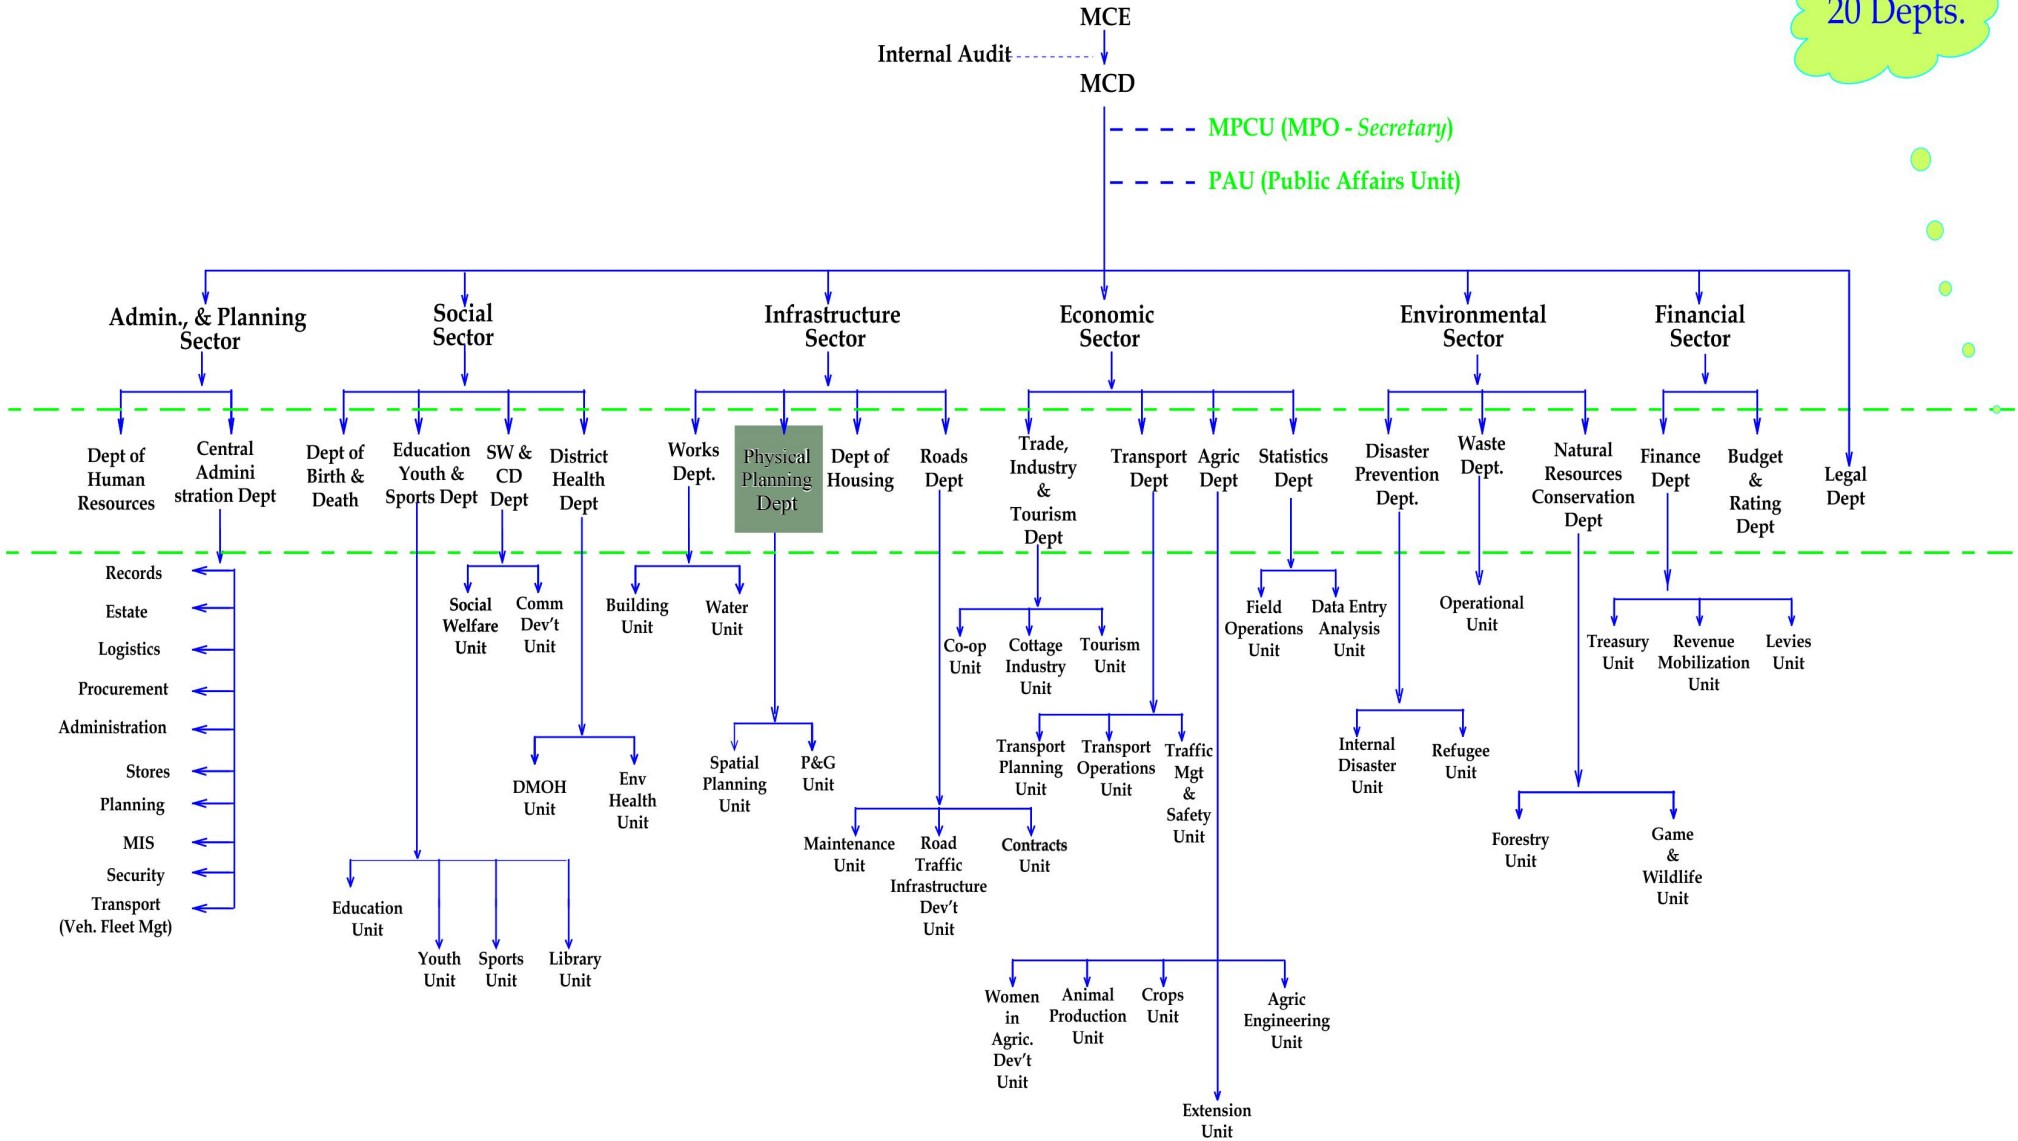 MCE
20 Depts.
Internal Audit
MCD
MPCU (MPO - Secretary)
PAU (Public Affairs Unit)
Admin., & Planning
Sector
Social
Sector
Infrastructure
Sector
Economic
Sector
Environmental
Sector
Financial
Sector
Dept of
Human
Resources
Central
Admini
stration Dept
Dept of
Birth &
Death
Education
Youth &
Sports Dept
SW &
CD
Dept
District
Health
Dept
Works
Dept.
Physical
Planning
Dept
Dept of
Housing
Roads
Dept
Trade,
Industry
&
Tourism
Dept
Transport
Dept
Agric
Dept
Statistics
Dept
Disaster
Prevention
Dept.
Waste
Dept.
Natural
Resources
Conservation
Dept
Finance
Dept
Budget
&
Rating
Dept
Legal
Dept
Records
Estate
Logistics
Procurement
Administration
Stores
Planning
MIS
Security
Transport
(Veh. Fleet Mgt)
Education
Unit
Youth
Unit
Sports
Unit
Library
Unit
Social
Welfare
Unit
Comm
Dev't
Unit
DMOH
Unit
Env
Health
Unit
Building
Unit
Water
Unit
Spatial
Planning
Unit
P&G
Unit
Maintenance
Unit
Road
Traffic
Infrastructure
Dev't
Unit
Contracts
Unit
Co-op
Unit
Cottage
Industry
Unit
Tourism
Unit
Transport
Planning
Unit
Transport
Operations
Unit
Traffic
Mgt
&
Safety
Unit
Women
in
Agric.
Dev't
Unit
Animal
Production
Unit
Crops
Unit
Agric
Engineering
Unit
Extension
Unit
Field
Operations
Unit
Data Entry
Analysis
Unit
Internal
Disaster
Unit
Refugee
Unit
Operational
Unit
Forestry
Unit
Game
&
Wildlife
Unit
Treasury
Unit
Revenue
Mobilization
Unit
Levies
Unit